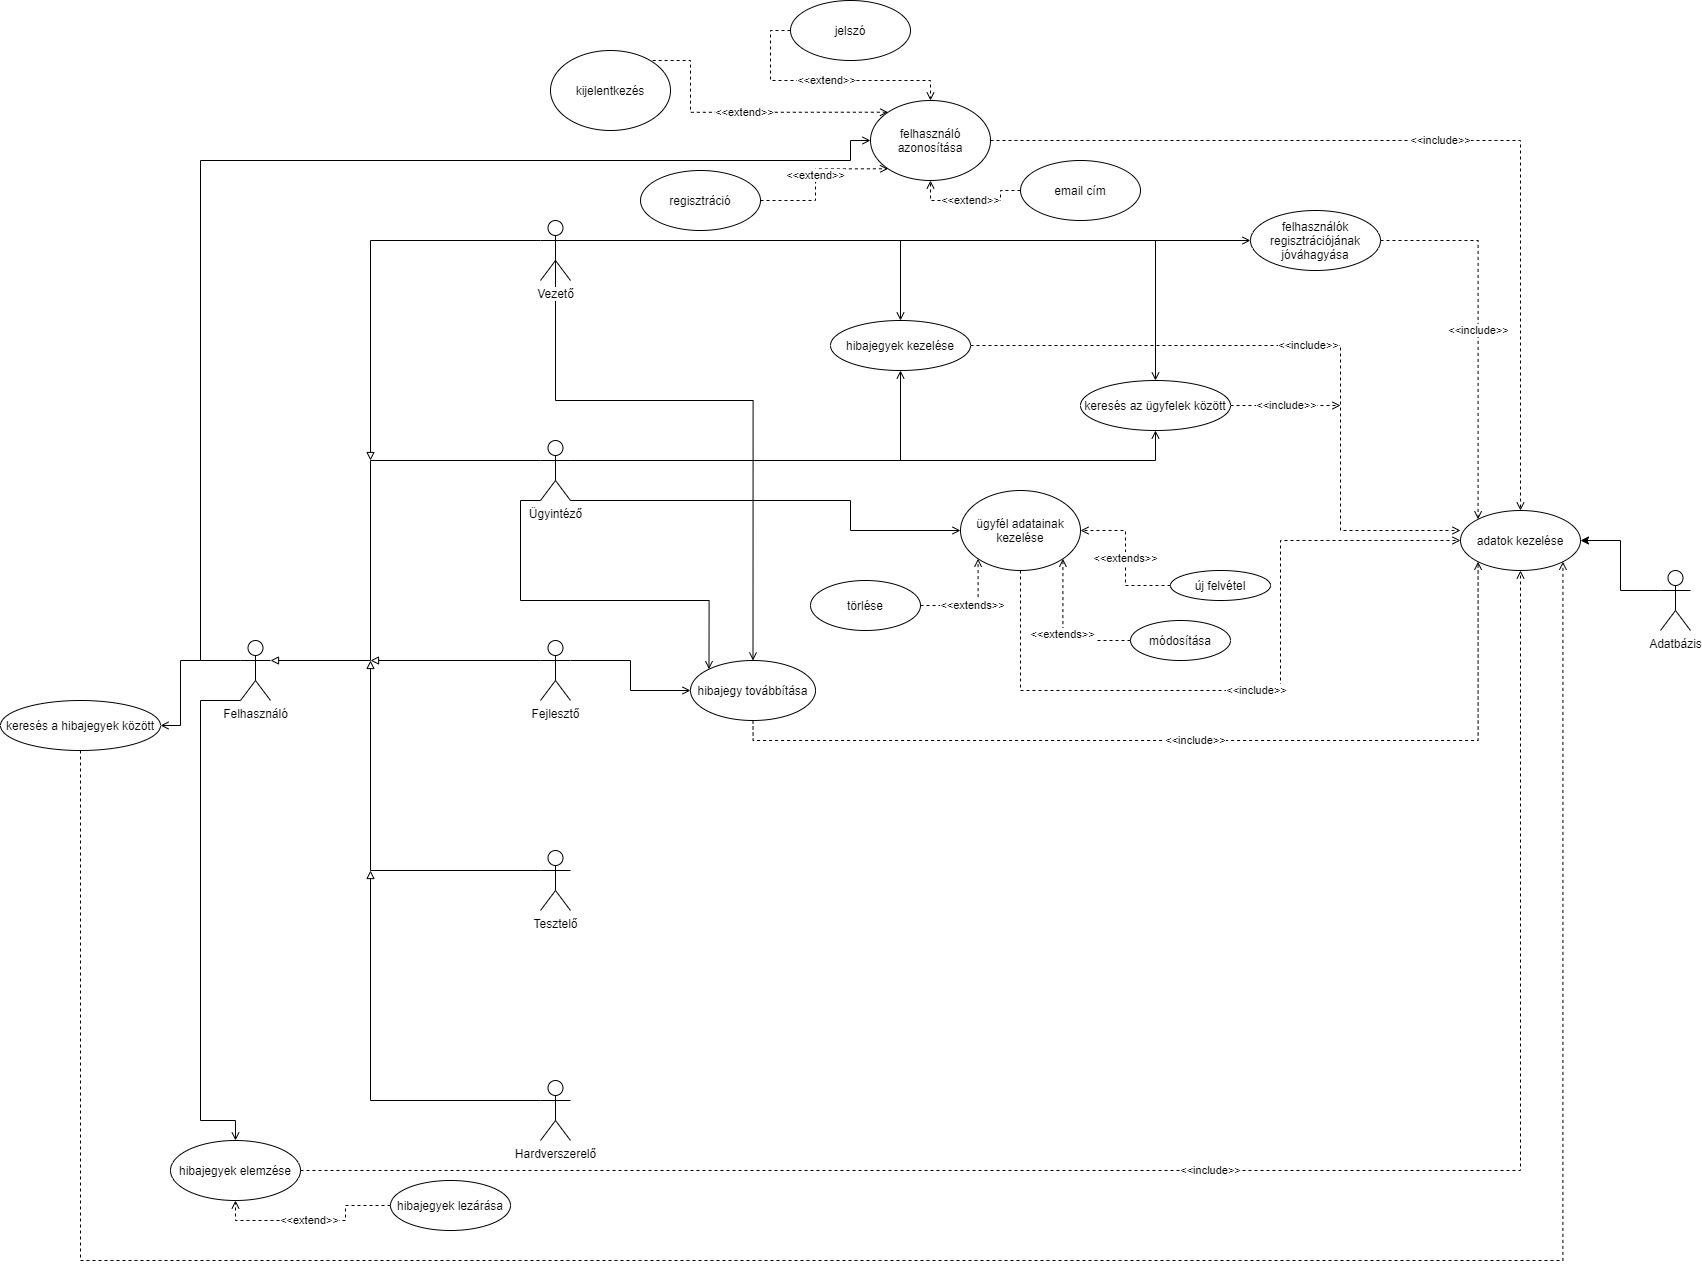 jelszó
<<extend>>
kijelentkezés
<<extend>>
felhasználó
azonosítása
<<include>>
<<extend>>
regisztráció
<<extend>>
email cím
Vezető
felhasználók
regisztrációjának
jóváhagyása
<<include>>
hibajegyek kezelése
<<include>>
keresés az ügyfelek között
<<include>>
Ügyintéző
ügyfél adatainak
kezelése
adatok kezelése
<<extends>>
új felvétel
törlése
<<extends>>
<<extends>>
módosítása
Adatbázis
<<include>>
Felhasználó
Fejlesztő
hibajegy továbbítása
keresés a hibajegyek között
<<include>>
Tesztelő
Hardverszerelő
hibajegyek elemzése
<<include>>
hibajegyek lezárása
<<extend>>